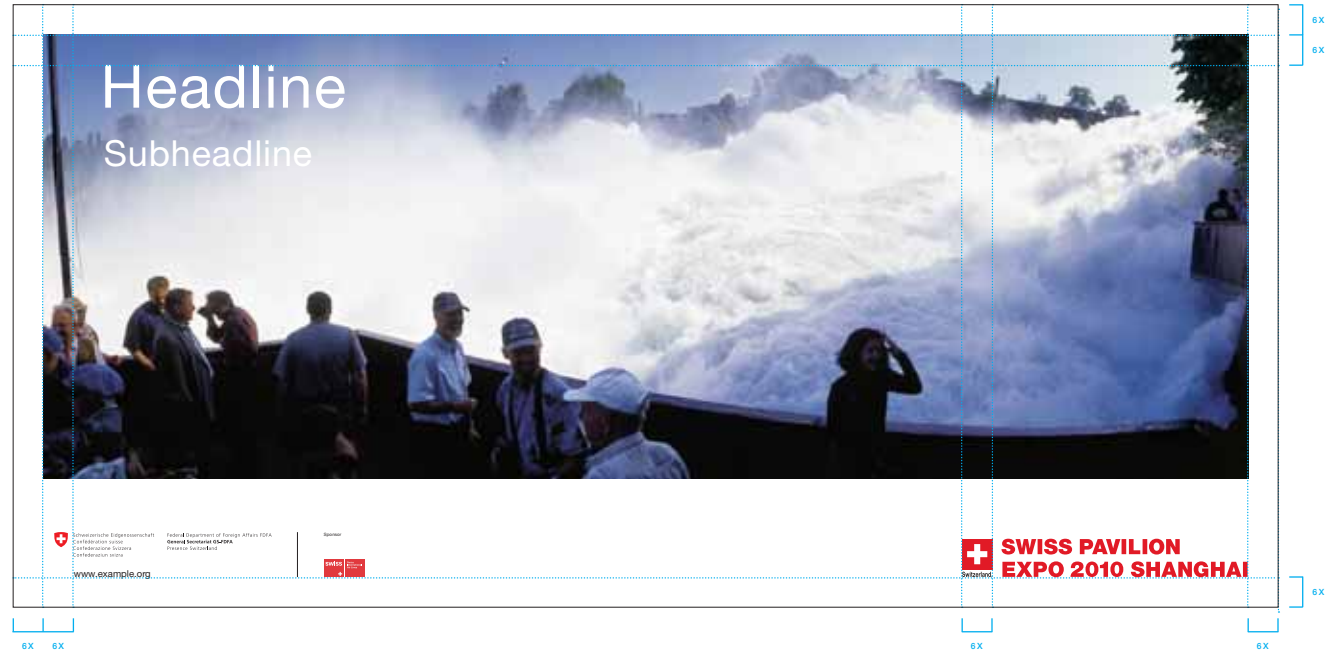 6X
6X
Headline
Subheadline
Schweizerische Eidgenossenschaft
Confédération suisse
Confederazione Svizzera
Confederaziun svizra
www.example.org
Federal Department of Foreign Affairs FDFA
General Secretariat GS-FDFA
Presence Switzerland
Sponsor
swiss
Switzerland.
SWISS PAVILION
EXPO 2010 SHANGHAI
6X
6X
6X
6X
6X